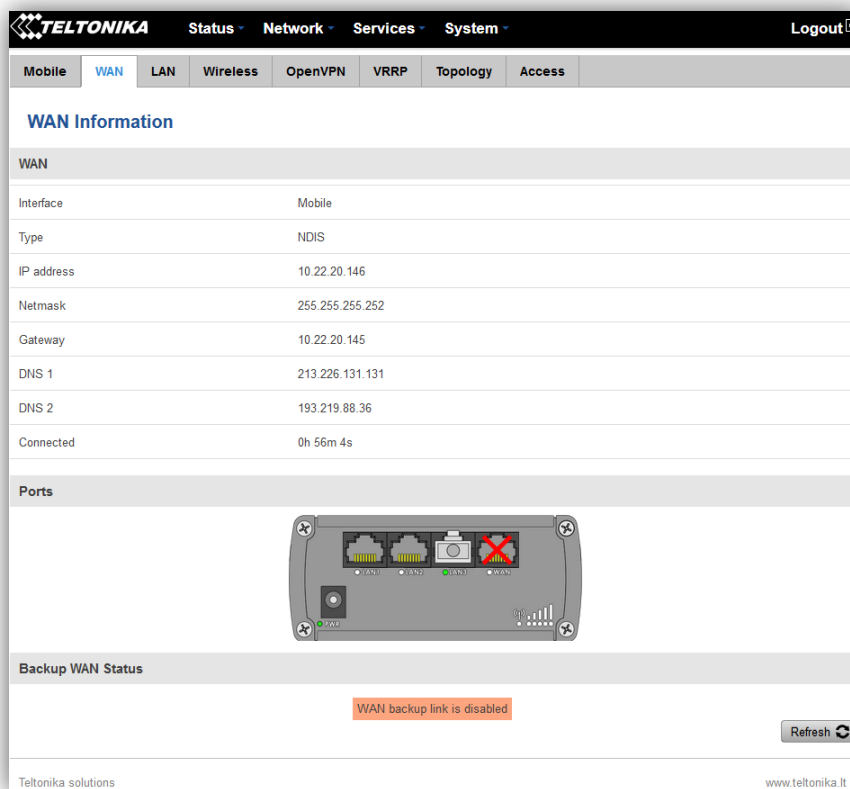 TELTONIKA Status Network Services System Logout
Mobile WAN LAN Wireless OpenVPN VRRP Topology Access
WAN Information
WAN
Interface Mobile
Type NDIS
IP address 10.22.20.146
Netmask 255.255.255.252
Gateway 10.22.20.145
DNS 1 213.226.131.131
DNS 2 193.219.88.36
Connected 0h 56m 4s
Ports
LAN1 LAN2 LAN3 WAN
PWR
Backup WAN Status
WAN backup link is disabled
Refresh
Teltonika solutions www.teltonika.lt